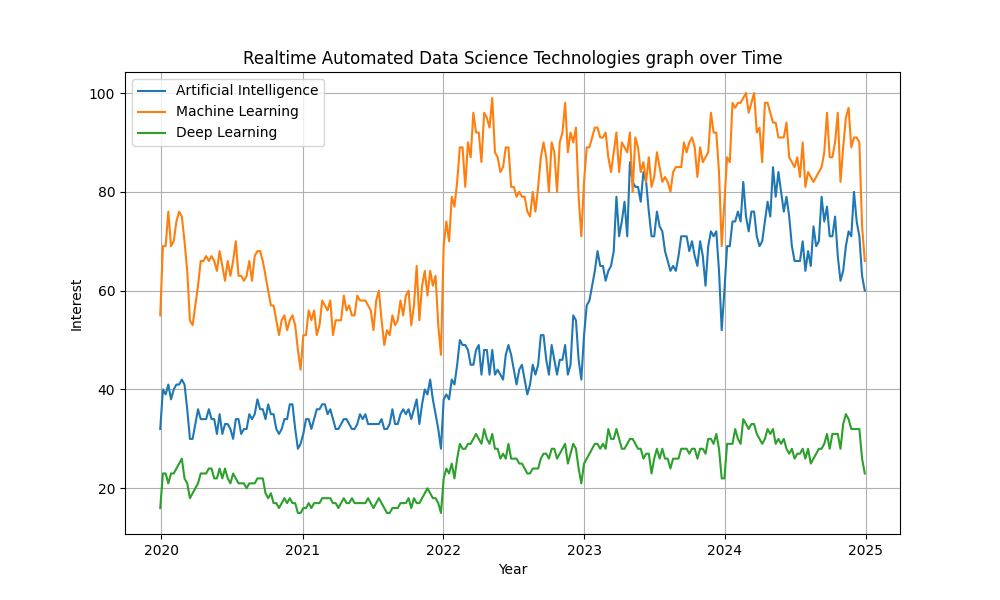 Realtime Automated Data Science Technologies graph over Time
Artificial Intelligence
Machine Learning
Deep Learning
100
80
60
40
20
Interest
2020 2021 2022 2023 2024 2025
Year